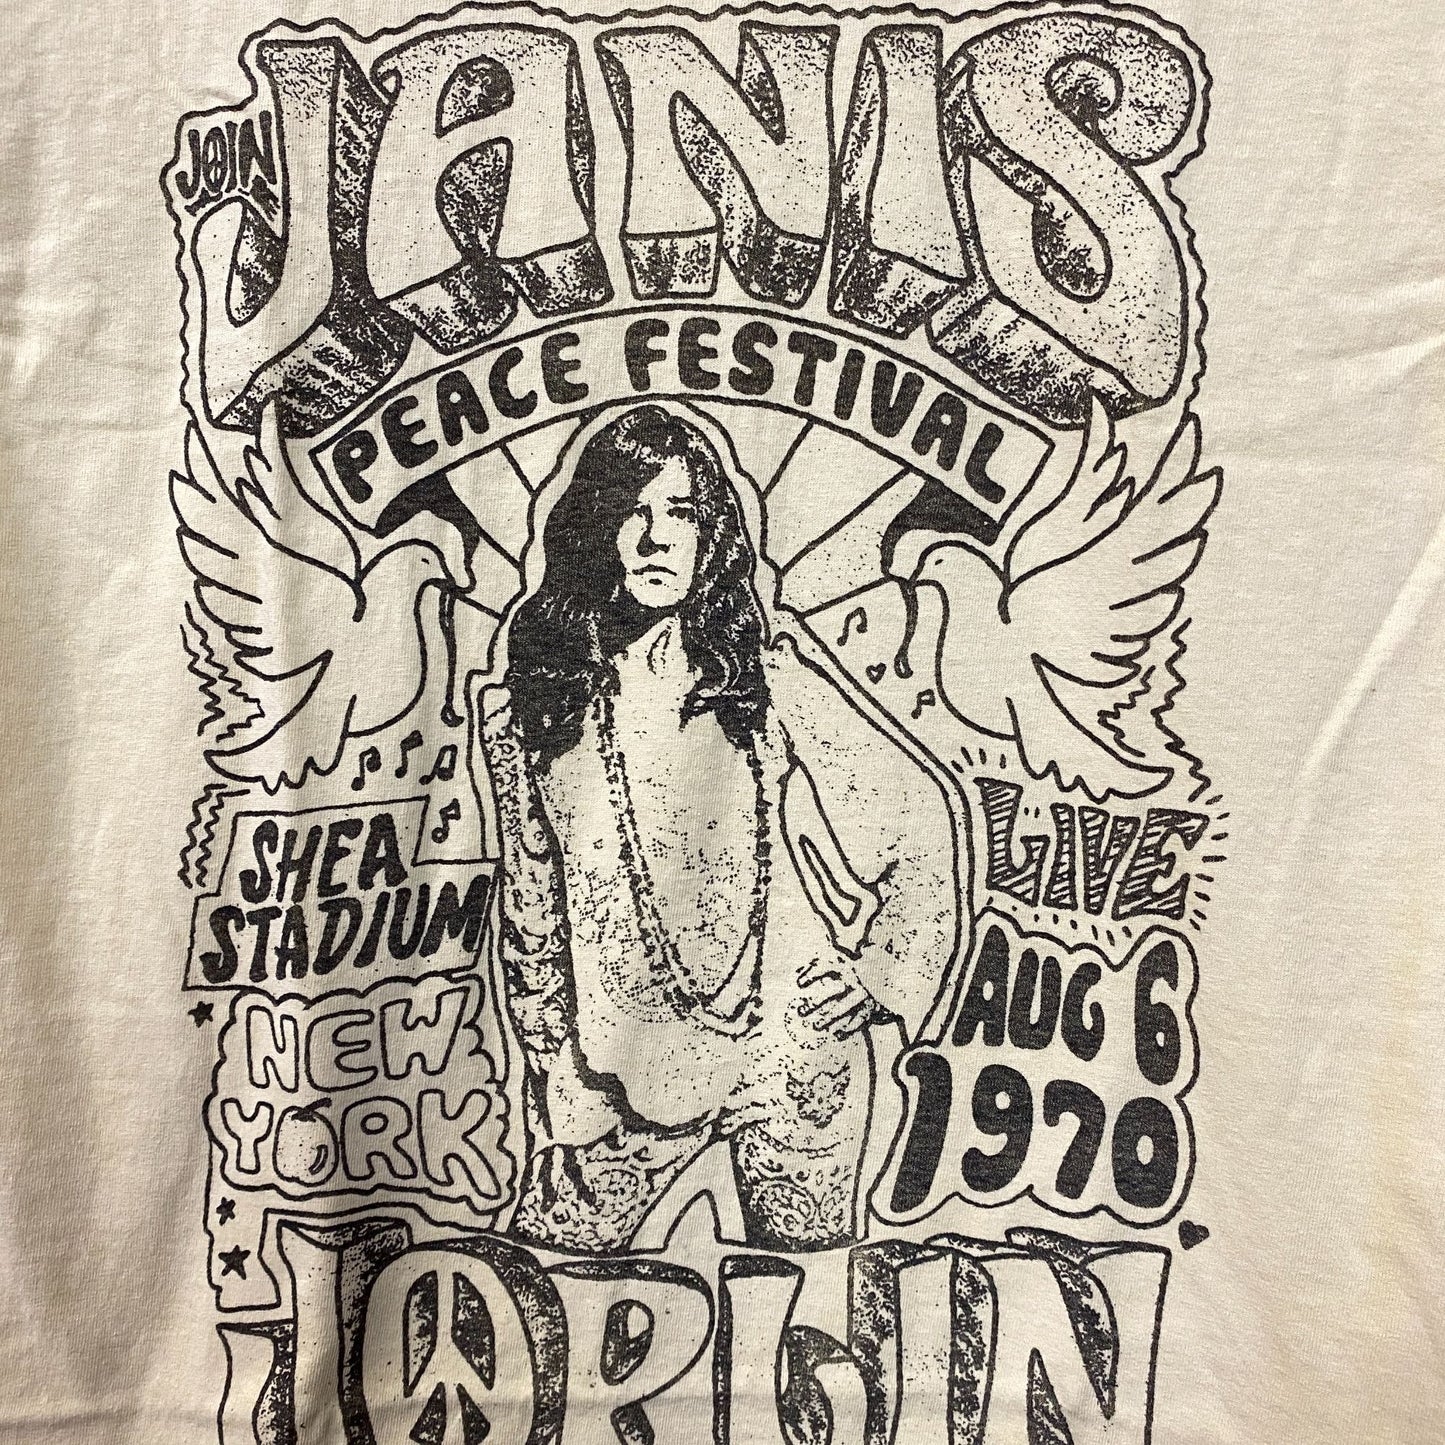 JOIN
JANIS
PEACE FESTIVAL
SHEA
STADIUM
NEW
YORK
LIVE
AUG 6
1970
JOPLIN